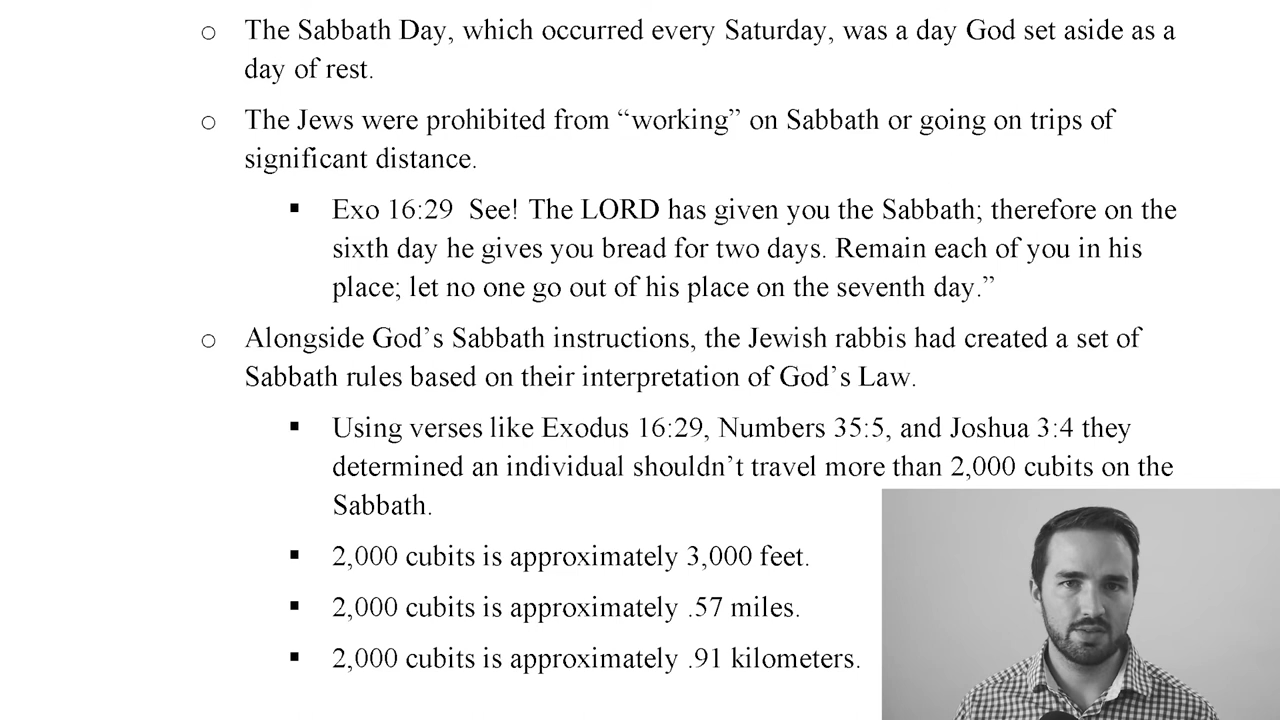 ○ The Sabbath Day, which occurred every Saturday, was a day God set aside as a
day of rest.
○ The Jews were prohibited from “working” on Sabbath or going on trips of
significant distance.
▪ Exo 16:29  See! The LORD has given you the Sabbath; therefore on the
sixth day he gives you bread for two days. Remain each of you in his
place; let no one go out of his place on the seventh day.”
○ Alongside God’s Sabbath instructions, the Jewish rabbis had created a set of
Sabbath rules based on their interpretation of God’s Law.
▪ Using verses like Exodus 16:29, Numbers 35:5, and Joshua 3:4 they
determined an individual shouldn’t travel more than 2,000 cubits on the
Sabbath.
▪ 2,000 cubits is approximately 3,000 feet.
▪ 2,000 cubits is approximately .57 miles.
▪ 2,000 cubits is approximately .91 kilometers.